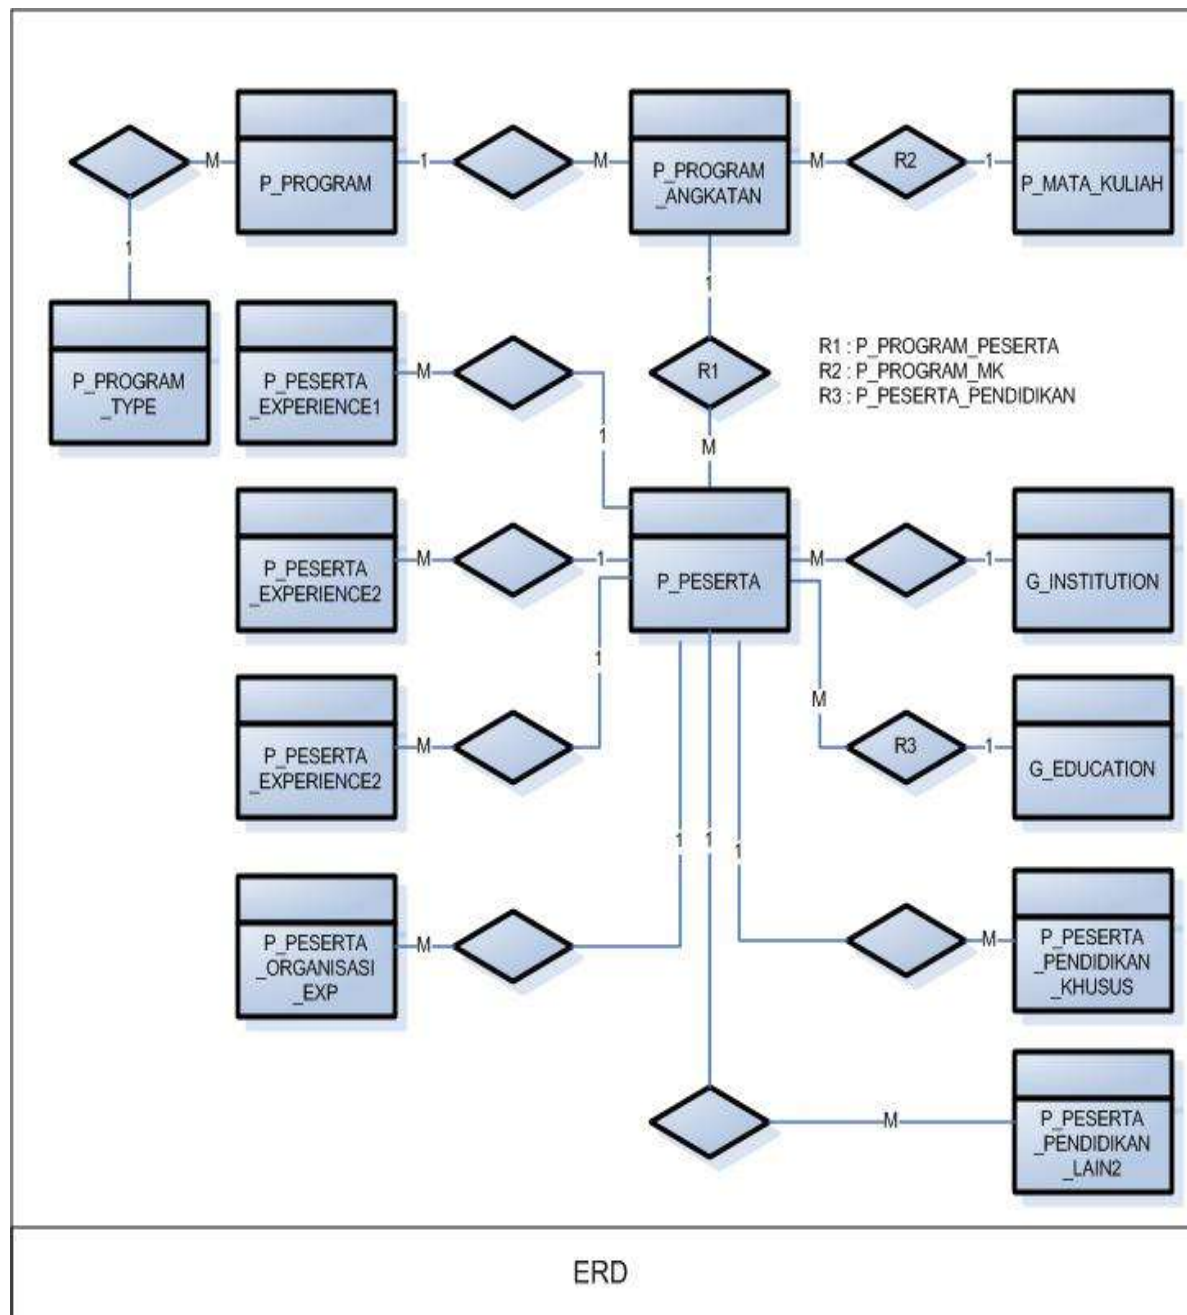 M
P_PROGRAM
1
M
P_PROGRAM
_ANGKATAN
M
R2
1
P_MATA_KULIAH
1
1
P_PROGRAM
_TYPE
P_PESERTA
_EXPERIENCE1
M
1
R1
M
R1 : P_PROGRAM_PESERTA
R2 : P_PROGRAM_MK
R3 : P_PESERTA_PENDIDIKAN
P_PESERTA
_EXPERIENCE2
M
1
P_PESERTA
M
1
G_INSTITUTION
P_PESERTA
_EXPERIENCE2
M
1
M
R3
1
G_EDUCATION
P_PESERTA
_ORGANISASI
_EXP
M
1
1
1
M
P_PESERTA
_PENDIDIKAN
_KHUSUS
M
P_PESERTA
_PENDIDIKAN
_LAIN2
ERD